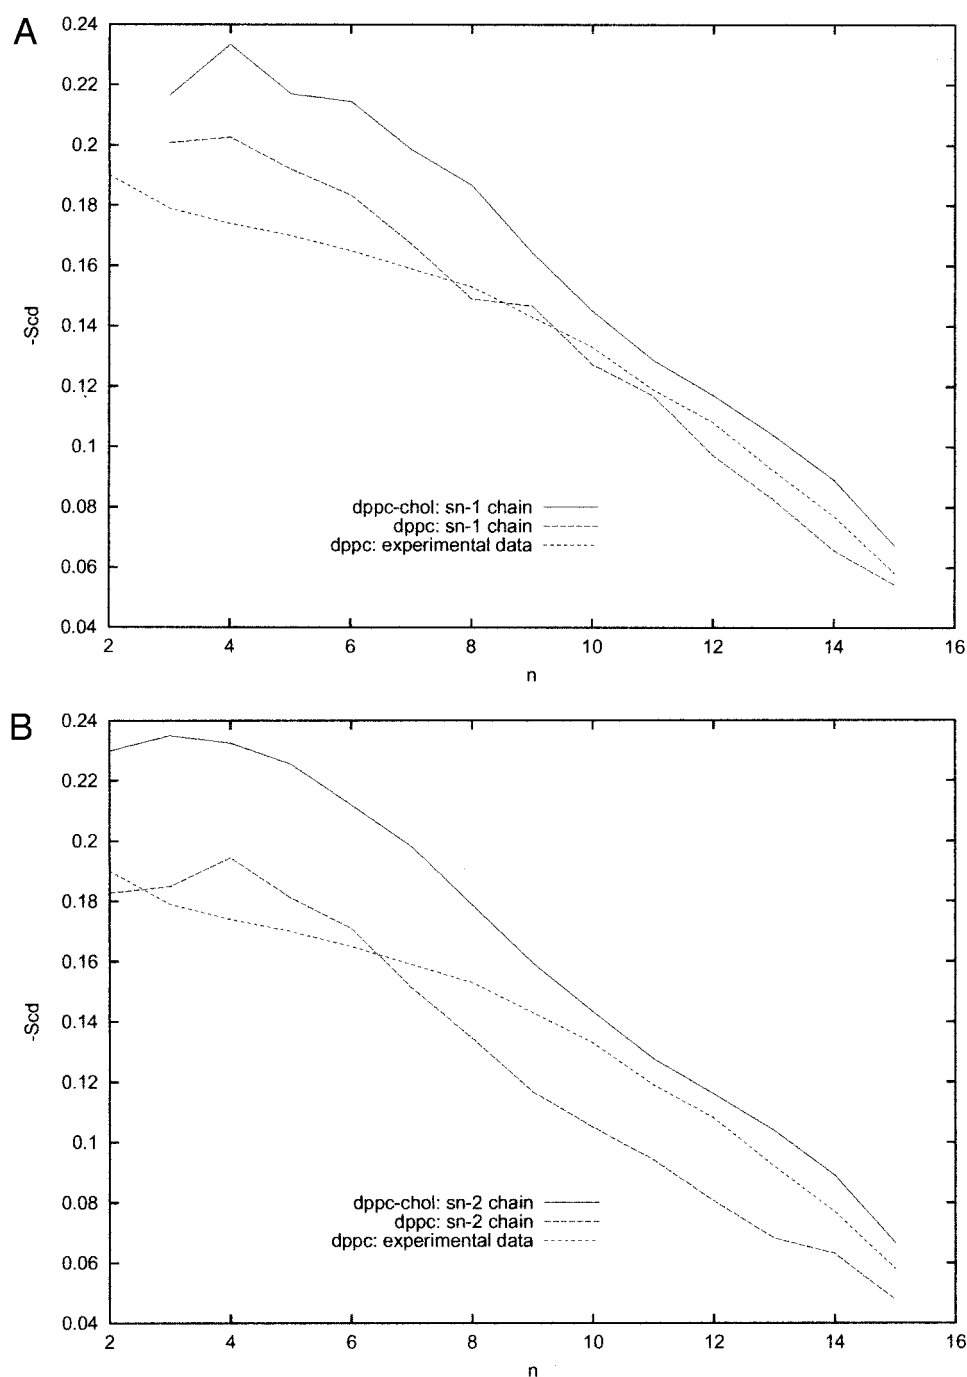 A
0.24
0.22
0.2
0.18
0.16
0.14
0.12
0.1
0.08
0.06
0.04
-Scd
dppc-chol: sn-1 chain
dppc: sn-1 chain
dppc: experimental data
2 4 6 8 10 12 14 16
n
B
0.24
0.22
0.2
0.18
0.16
0.14
0.12
0.1
0.08
0.06
0.04
-Scd
dppc-chol: sn-2 chain
dppc: sn-2 chain
dppc: experimental data
2 4 6 8 10 12 14 16
n